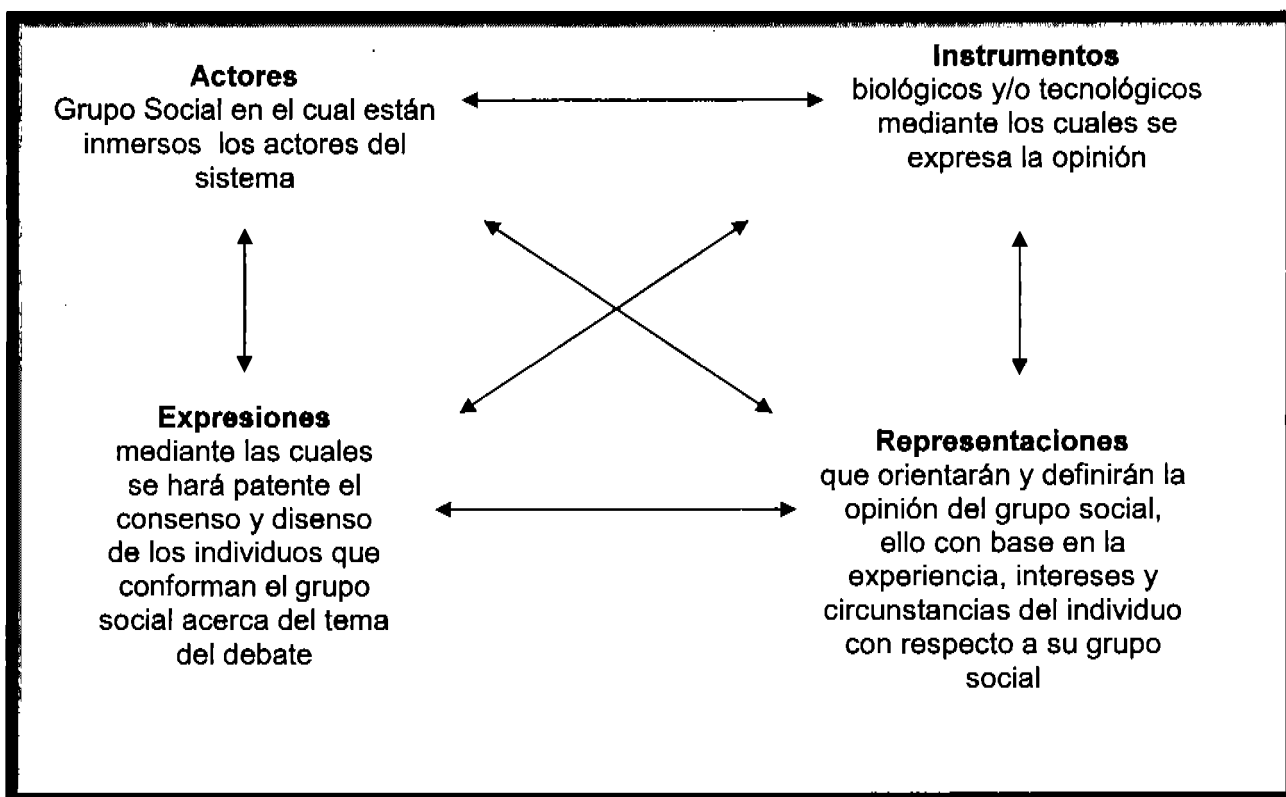 Actores
Grupo Social en el cual están
inmersos los actores del
sistema
Instrumentos
biológicos y/o tecnológicos
mediante los cuales se
expresa la opinión
Expresiones
mediante las cuales
se hará patente el
consenso y disenso
de los individuos que
conforman el grupo
social acerca del tema
del debate
Representaciones
que orientarán y definirán la
opinión del grupo social,
ello con base en la
experiencia, intereses y
circunstancias del individuo
con respecto a su grupo
social